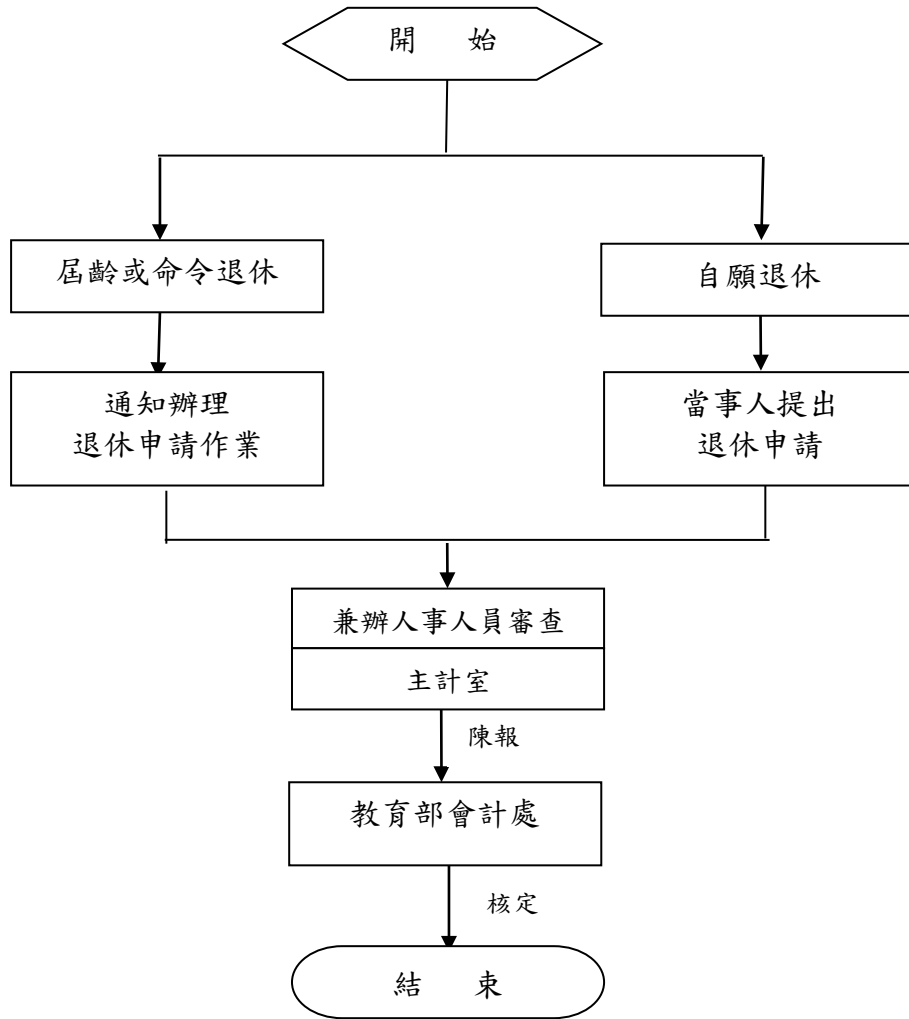 開 始
屆齡或命令退休
自願退休
通知辦理
退休申請作業
當事人提出
退休申請
兼辦人事人員審查
主計室
陳報
教育部會計處
核定
結 束